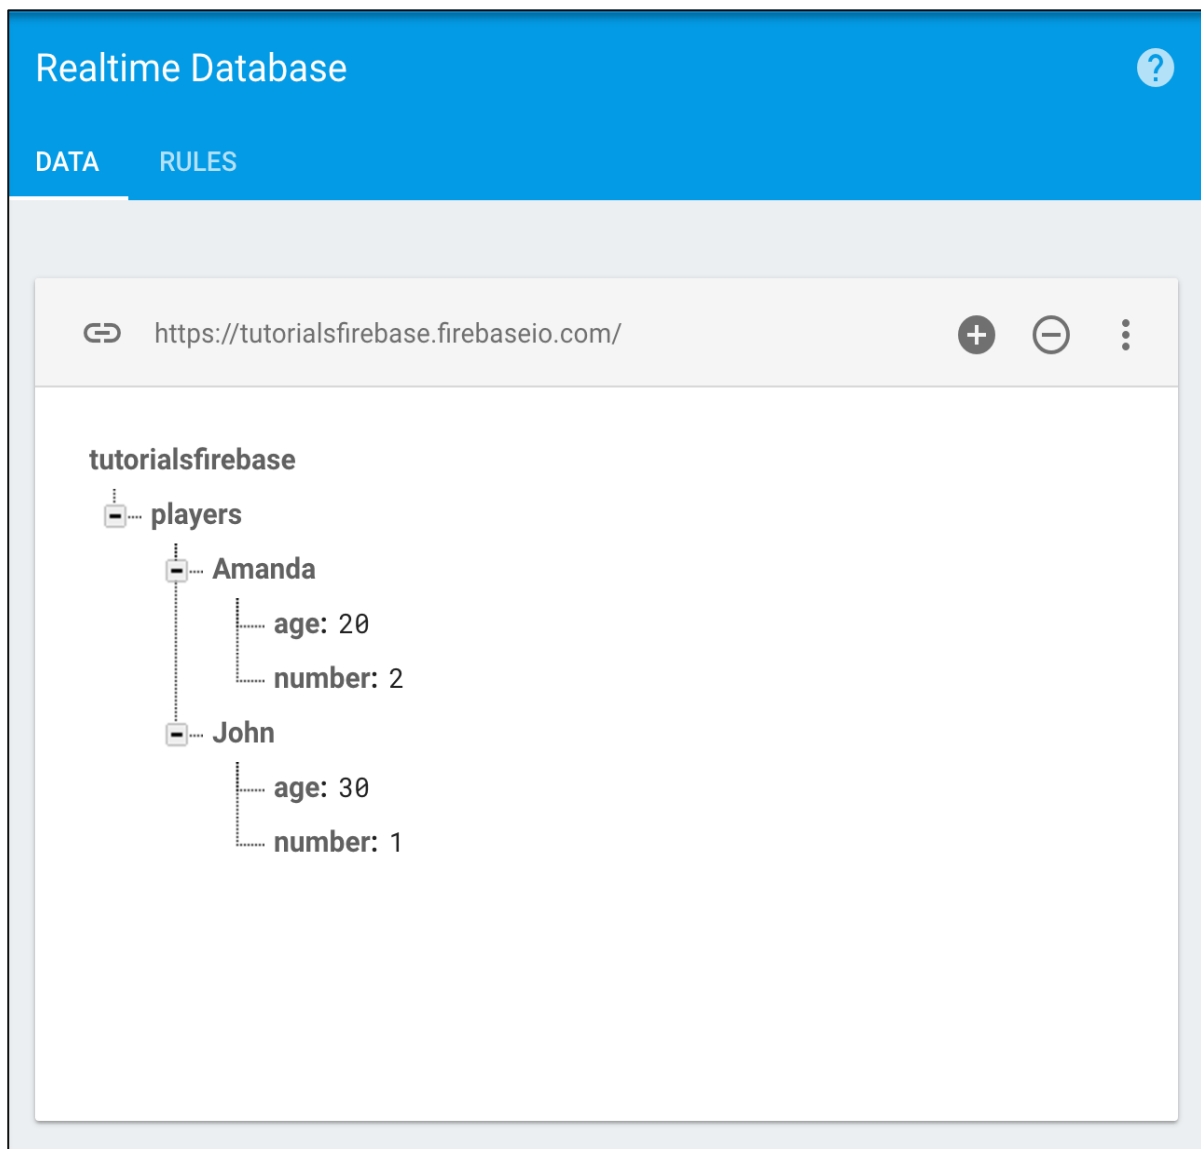 Realtime Database ?
DATA RULES
https://tutorialsfirebase.firebaseio.com/
tutorialsfirebase
players
Amanda
age: 20
number: 2
John
age: 30
number: 1